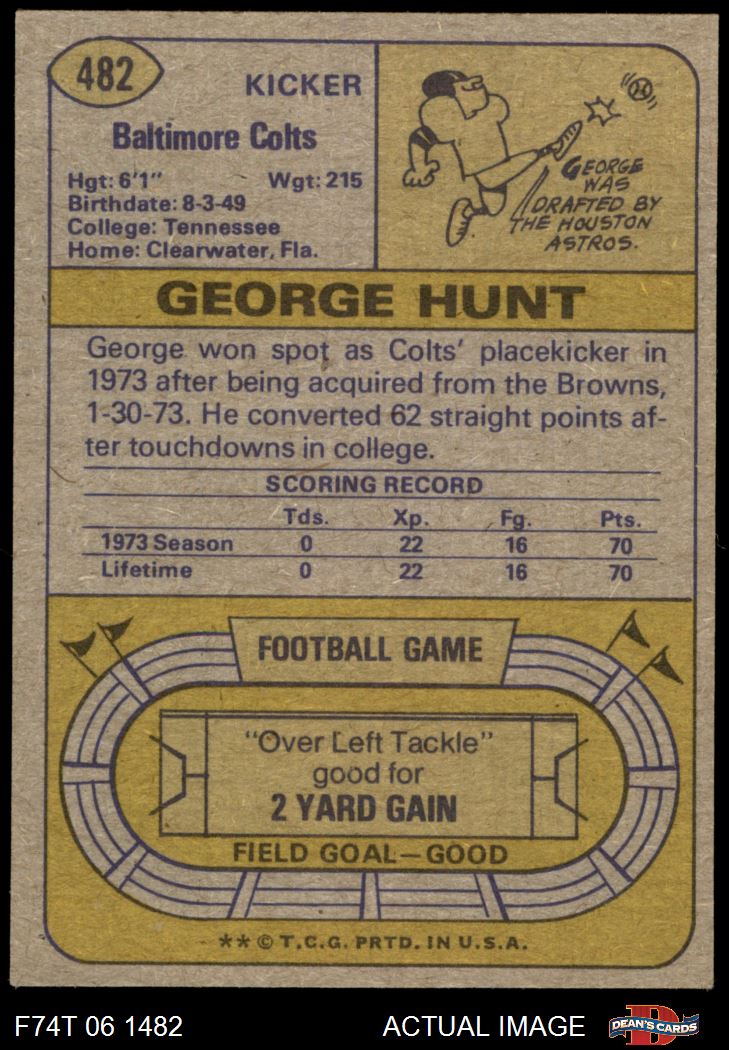 482
KICKER
Baltimore Colts
Hgt: 6'1" Wgt: 215
Birthdate: 8-3-49
College: Tennessee
Home: Clearwater, Fla.
GEORGE
WAS
DRAFTED BY
THE HOUSTON
ASTROS.
GEORGE HUNT
George won spot as Colts' placekicker in
1973 after being acquired from the Browns,
1-30-73. He converted 62 straight points af-
ter touchdowns in college.
SCORING RECORD
Tds. Xp. Fg. Pts.
1973 Season 0 22 16 70
Lifetime 0 22 16 70
FOOTBALL GAME
"Over Left Tackle"
good for
2 YARD GAIN
FIELD GOAL—GOOD
** © T.C.G. PRTD. IN U.S.A.
F74T 06 1482 ACTUAL IMAGE
D
DEAN'S CARDS